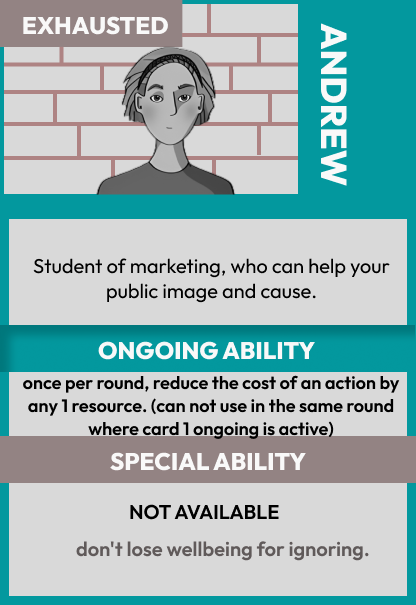 EXHAUSTED
ANDREW
Student of marketing, who can help your
public image and cause.
ONGOING ABILITY
once per round, reduce the cost of an action by
any 1 resource. (can not use in the same round
where card 1 ongoing is active)
SPECIAL ABILITY
NOT AVAILABLE
don't lose wellbeing for ignoring.